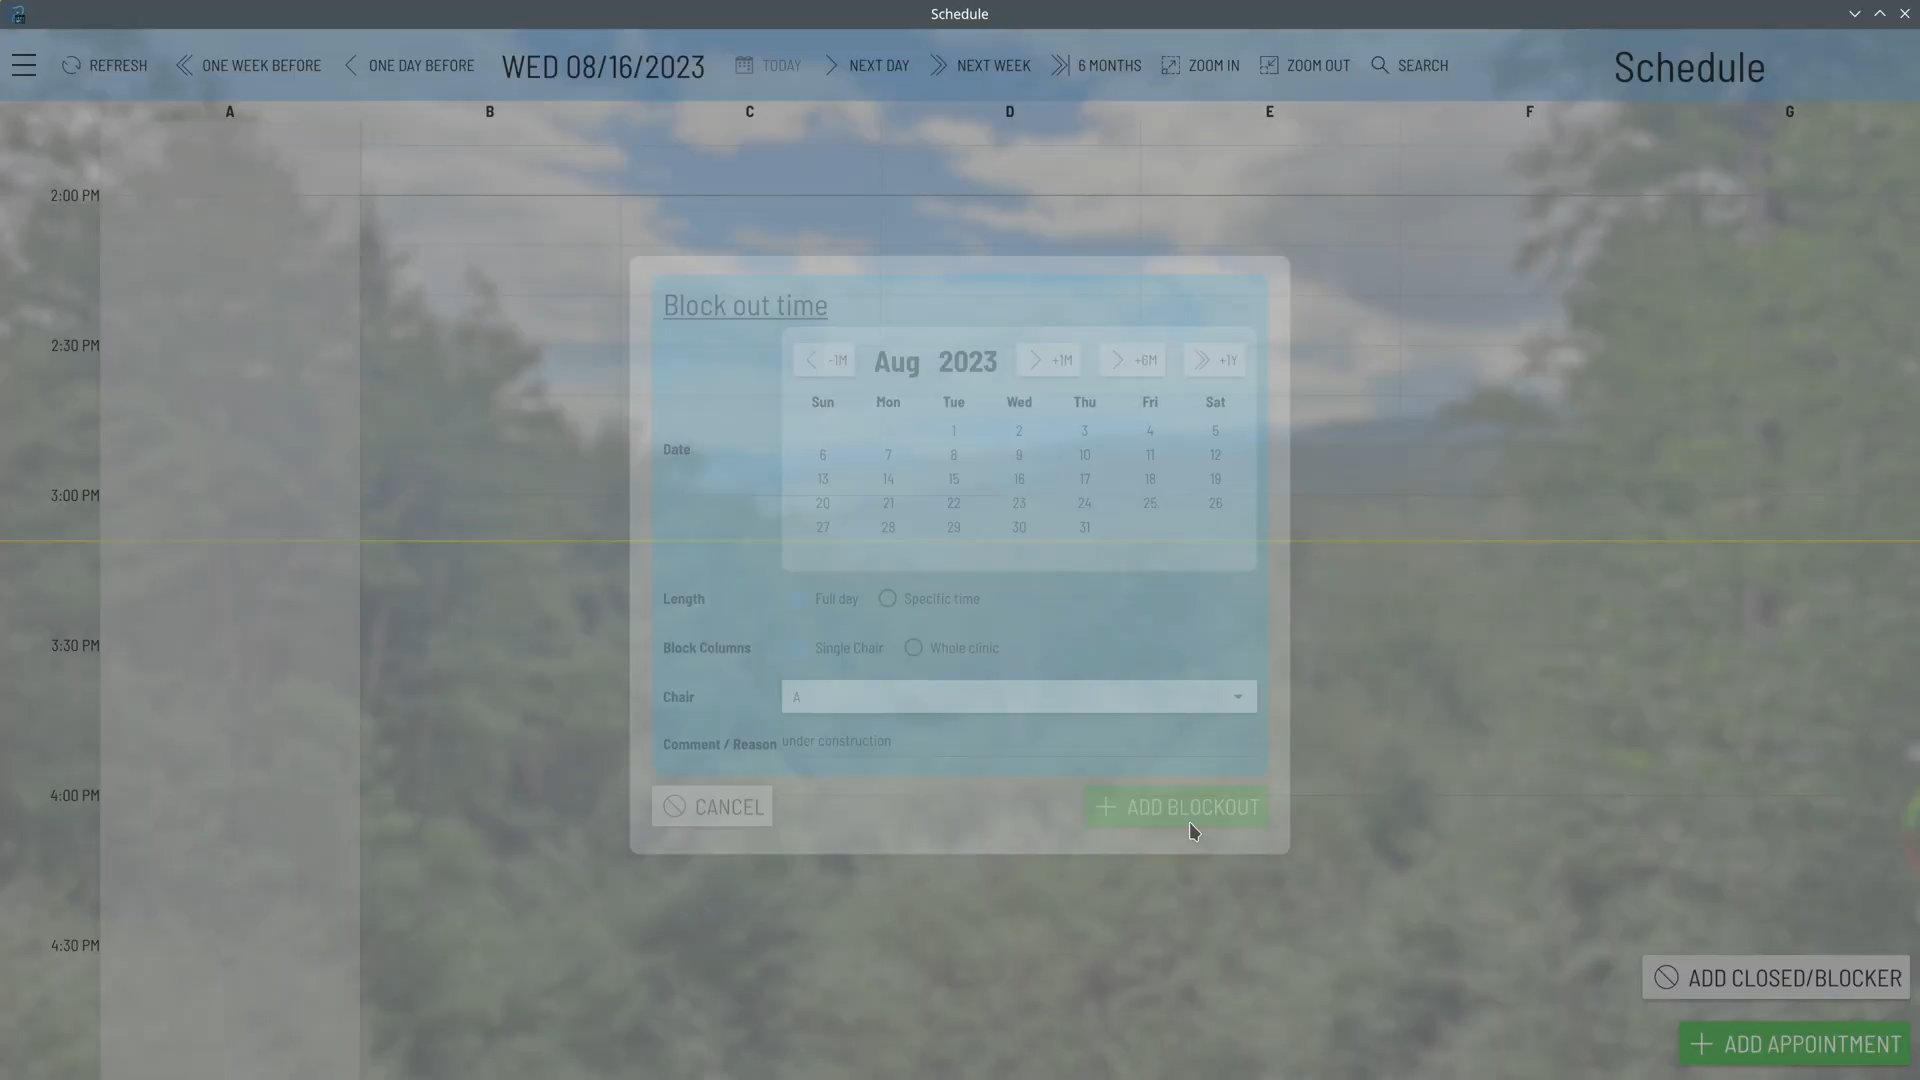 Schedule
REFRESH ONE WEEK BEFORE ONE DAY BEFORE WED 08/16/2023 TODAY NEXT DAY NEXT WEEK 6 MONTHS ZOOM IN ZOOM OUT SEARCH Schedule
A B C D E F G
2:00 PM
Block out time
2:30 PM
-1M Aug 2023 +1M +6M +1Y
Sun Mon Tue Wed Thu Fri Sat
1 2 3 4 5
Date
6 7 8 9 10 11 12
13 14 15 16 17 18 19
3:00 PM
20 21 22 23 24 25 26
27 28 29 30 31
Length Full day Specific time
3:30 PM
Block Columns Single Chair Whole clinic
Chair A
Comment / Reason under construction
4:00 PM
CANCEL ADD BLOCKOUT
4:30 PM
ADD CLOSED/BLOCKER
ADD APPOINTMENT